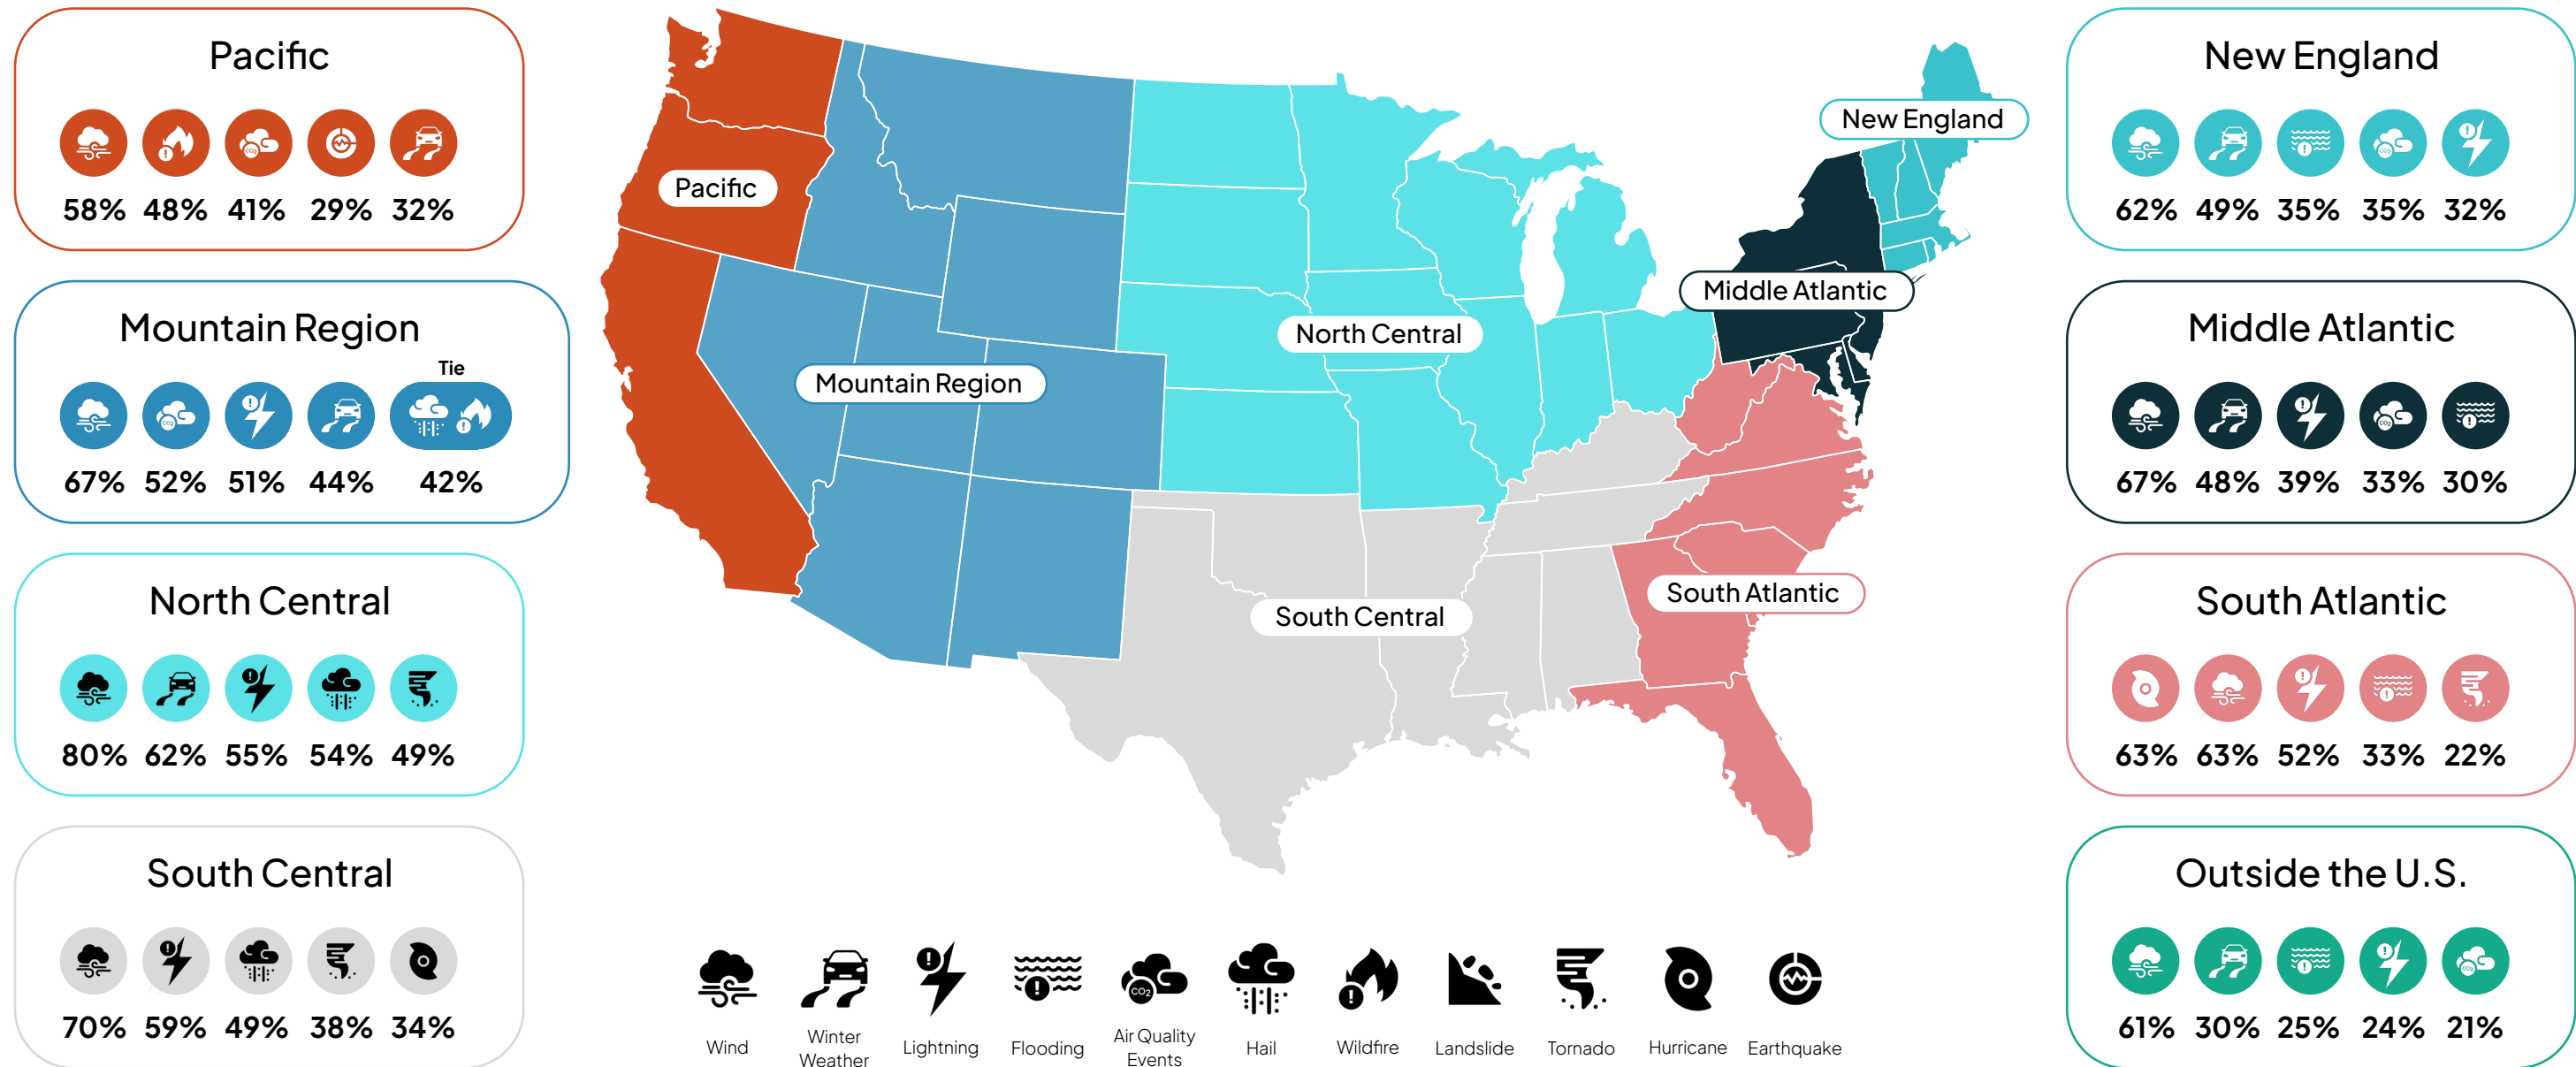 Pacific
58% 48% 41% 29% 32%
Mountain Region
Tie
67% 52% 51% 44% 42%
North Central
80% 62% 55% 54% 49%
South Central
70% 59% 49% 38% 34%
Pacific
Mountain Region
North Central
South Central
New England
Middle Atlantic
South Atlantic
Wind
Winter
Weather
Lightning
Flooding
CO2
Air Quality
Events
Hail
Wildfire
Landslide
Tornado
Hurricane
Earthquake
New England
62% 49% 35% 35% 32%
Middle Atlantic
67% 48% 39% 33% 30%
South Atlantic
63% 63% 52% 33% 22%
Outside the U.S.
61% 30% 25% 24% 21%